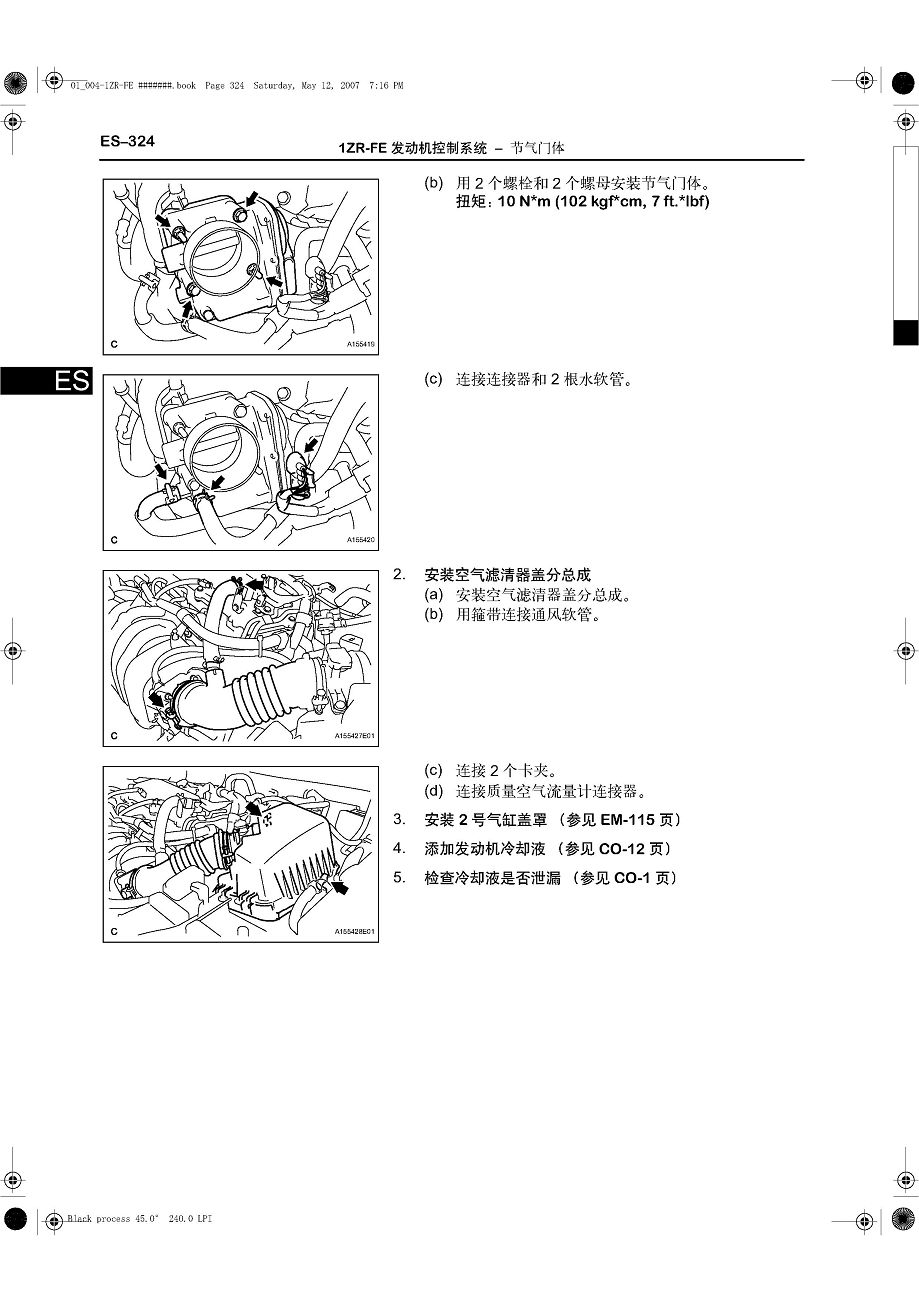 01_004-1ZR-FE #######.book Page 324 Saturday, May 12, 2007 7:16 PM
ES–324
1ZR-FE 发动机控制系统 – 节气门体
(b) 用 2 个螺栓和 2 个螺母安装节气门体。
扭矩: 10 N*m (102 kgf*cm, 7 ft.*lbf)
C A155419
ES
(c) 连接连接器和 2 根水软管。
C A155420
2. 安装空气滤清器盖分总成
(a) 安装空气滤清器盖分总成。
(b) 用箍带连接通风软管。
C A155427E01
(c) 连接 2 个卡夹。
(d) 连接质量空气流量计连接器。
3. 安装 2 号气缸盖罩 (参见 EM-115 页)
4. 添加发动机冷却液 (参见 CO-12 页)
5. 检查冷却液是否泄漏 (参见 CO-1 页)
C A155428E01
Black process 45.0° 240.0 LPI